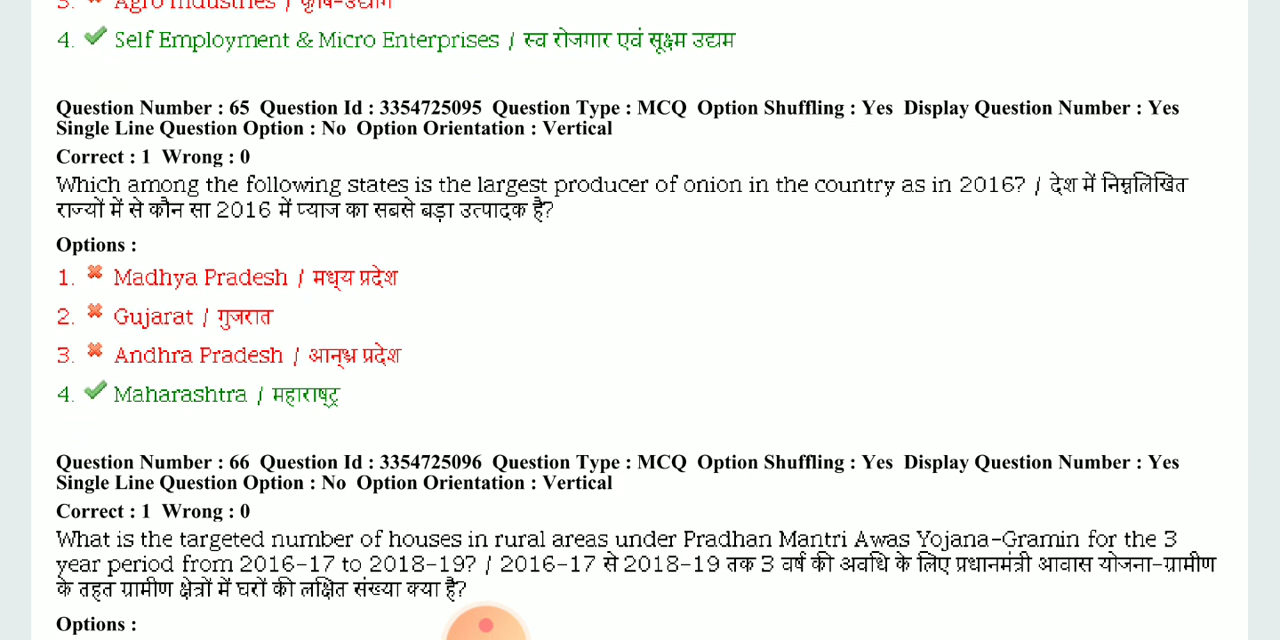 3. Agro Industries / कृषि-उद्योग
4. Self Employment & Micro Enterprises / स्व रोजगार एवं सूक्ष्म उद्यम
Question Number : 65 Question Id : 3354725095 Question Type : MCQ Option Shuffling : Yes Display Question Number : Yes
Single Line Question Option : No Option Orientation : Vertical
Correct : 1 Wrong : 0
Which among the following states is the largest producer of onion in the country as in 2016? / देश में निम्नलिखित
राज्यों में से कौन सा 2016 में प्याज का सबसे बड़ा उत्पादक है?
Options :
1. Madhya Pradesh / मध्य प्रदेश
2. Gujarat / गुजरात
3. Andhra Pradesh / आन्ध्र प्रदेश
4. Maharashtra / महाराष्ट्र
Question Number : 66 Question Id : 3354725096 Question Type : MCQ Option Shuffling : Yes Display Question Number : Yes
Single Line Question Option : No Option Orientation : Vertical
Correct : 1 Wrong : 0
What is the targeted number of houses in rural areas under Pradhan Mantri Awas Yojana-Gramin for the 3
year period from 2016-17 to 2018-19? / 2016-17 से 2018-19 तक 3 वर्ष की अवधि के लिए प्रधानमंत्री आवास योजना-ग्रामीण
के तहत ग्रामीण क्षेत्रों में घरों की लक्षित संख्या क्या है?
Options :